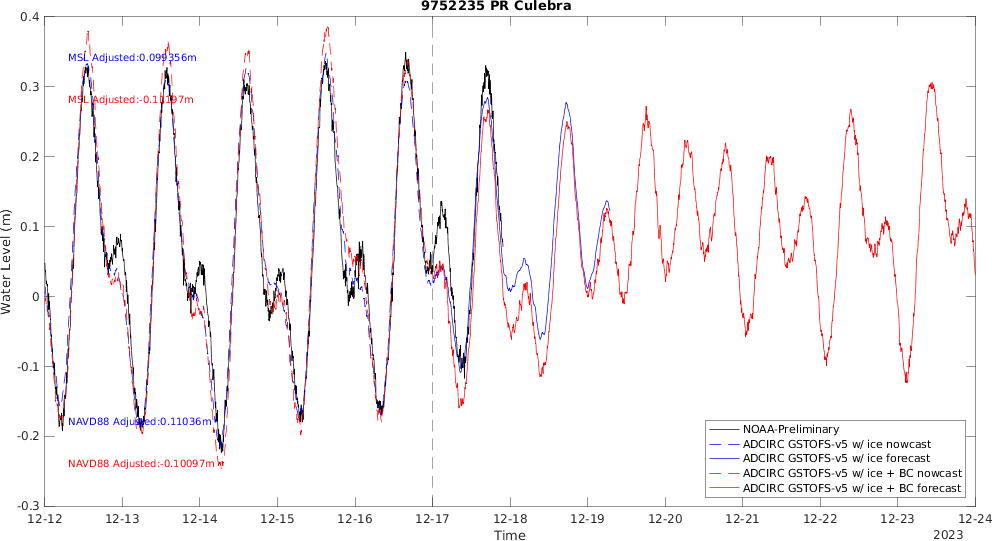 9752235 PR Culebra
0.4
0.3
0.2
0.1
0
-0.1
-0.2
-0.3
Water Level (m)
MSL Adjusted:0.099356m
MSL Adjusted:-0.11197m
NAVD88 Adjusted:0.11036m
NAVD88 Adjusted:-0.10097m
NOAA-Preliminary
ADCIRC GSTOFS-v5 w/ ice nowcast
ADCIRC GSTOFS-v5 w/ ice forecast
ADCIRC GSTOFS-v5 w/ ice + BC nowcast
ADCIRC GSTOFS-v5 w/ ice + BC forecast
12-12 12-13 12-14 12-15 12-16 12-17 12-18 12-19 12-20 12-21 12-22 12-23 12-24
Time
2023